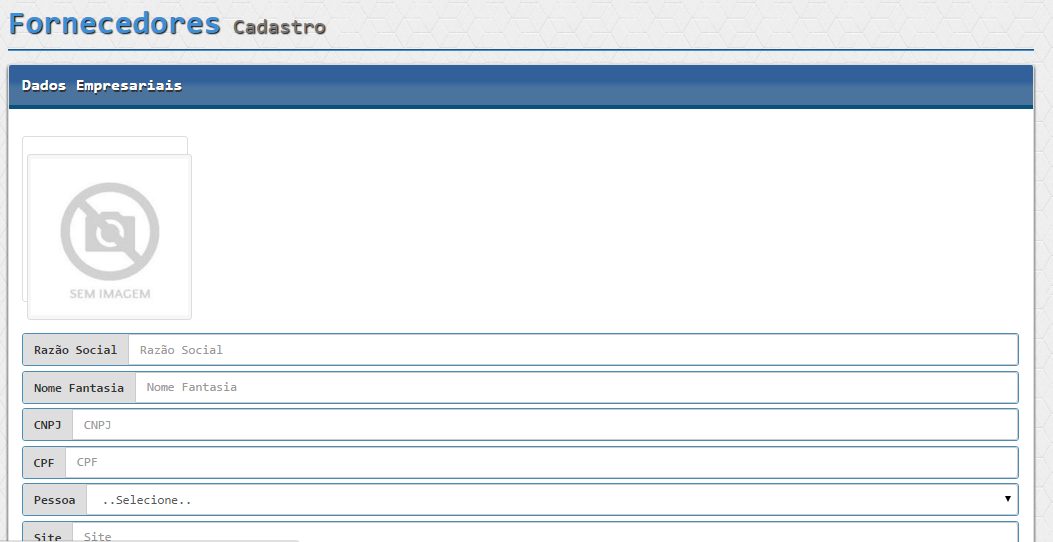 Fornecedores Cadastro
Dados Empresariais
SEM IMAGEM
Razão Social Razão Social
Nome Fantasia Nome Fantasia
CNPJ CNPJ
CPF CPF
Pessoa ..Selecione..
Site Site